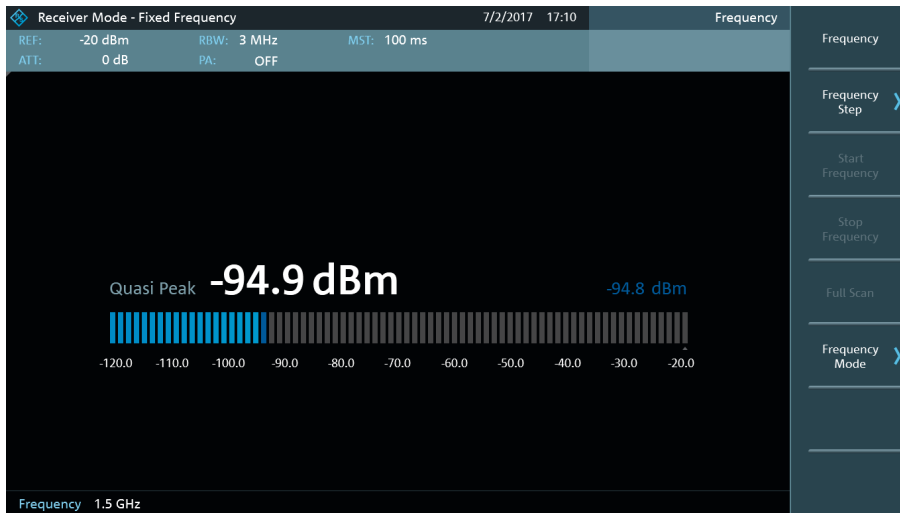 Receiver Mode - Fixed Frequency 7/2/2017 17:10 Frequency
REF: -20 dBm RBW: 3 MHz MST: 100 ms
ATT: 0 dB PA: OFF
Frequency
Frequency
Step
Start
Frequency
Stop
Frequency
Full Scan
Frequency
Mode
Quasi Peak -94.9 dBm -94.8 dBm
-120.0 -110.0 -100.0 -90.0 -80.0 -70.0 -60.0 -50.0 -40.0 -30.0 -20.0
Frequency 1.5 GHz